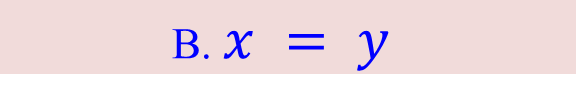 B. x = y